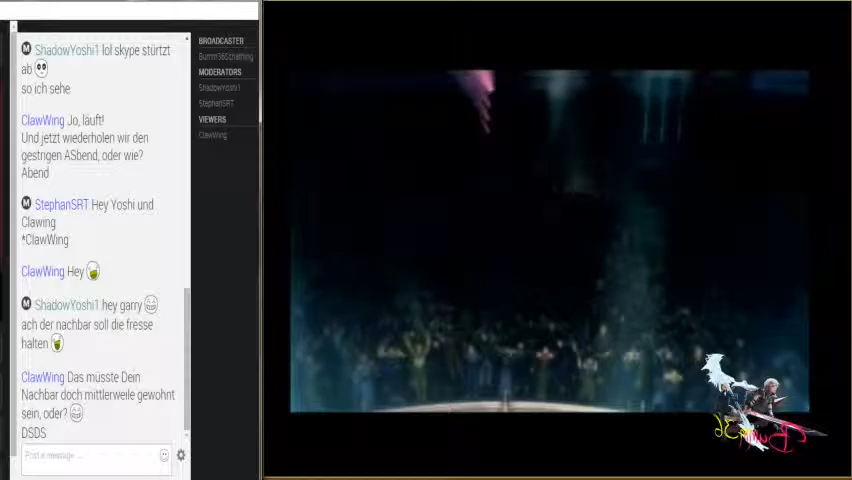 ShadowYoshi1 lol skype stürtzt
ab
so ich sehe
ClawWing Jo, läuft!
Und jetzt wiederholen wir den
gestrigen ASbend, oder wie?
Abend
StephanSRT Hey Yoshi und
Clawing
*ClawWing
ClawWing Hey
ShadowYoshi1 hey garry
ach der nachbar soll die fresse
halten
ClawWing Das müsste Dein
Nachbar doch mittlerweile gewohnt
sein, oder?
DSDS
Post a message ...
BROADCASTER
MODERATORS
ShadowYoshi1
StephanSRT
VIEWERS
ClawWing